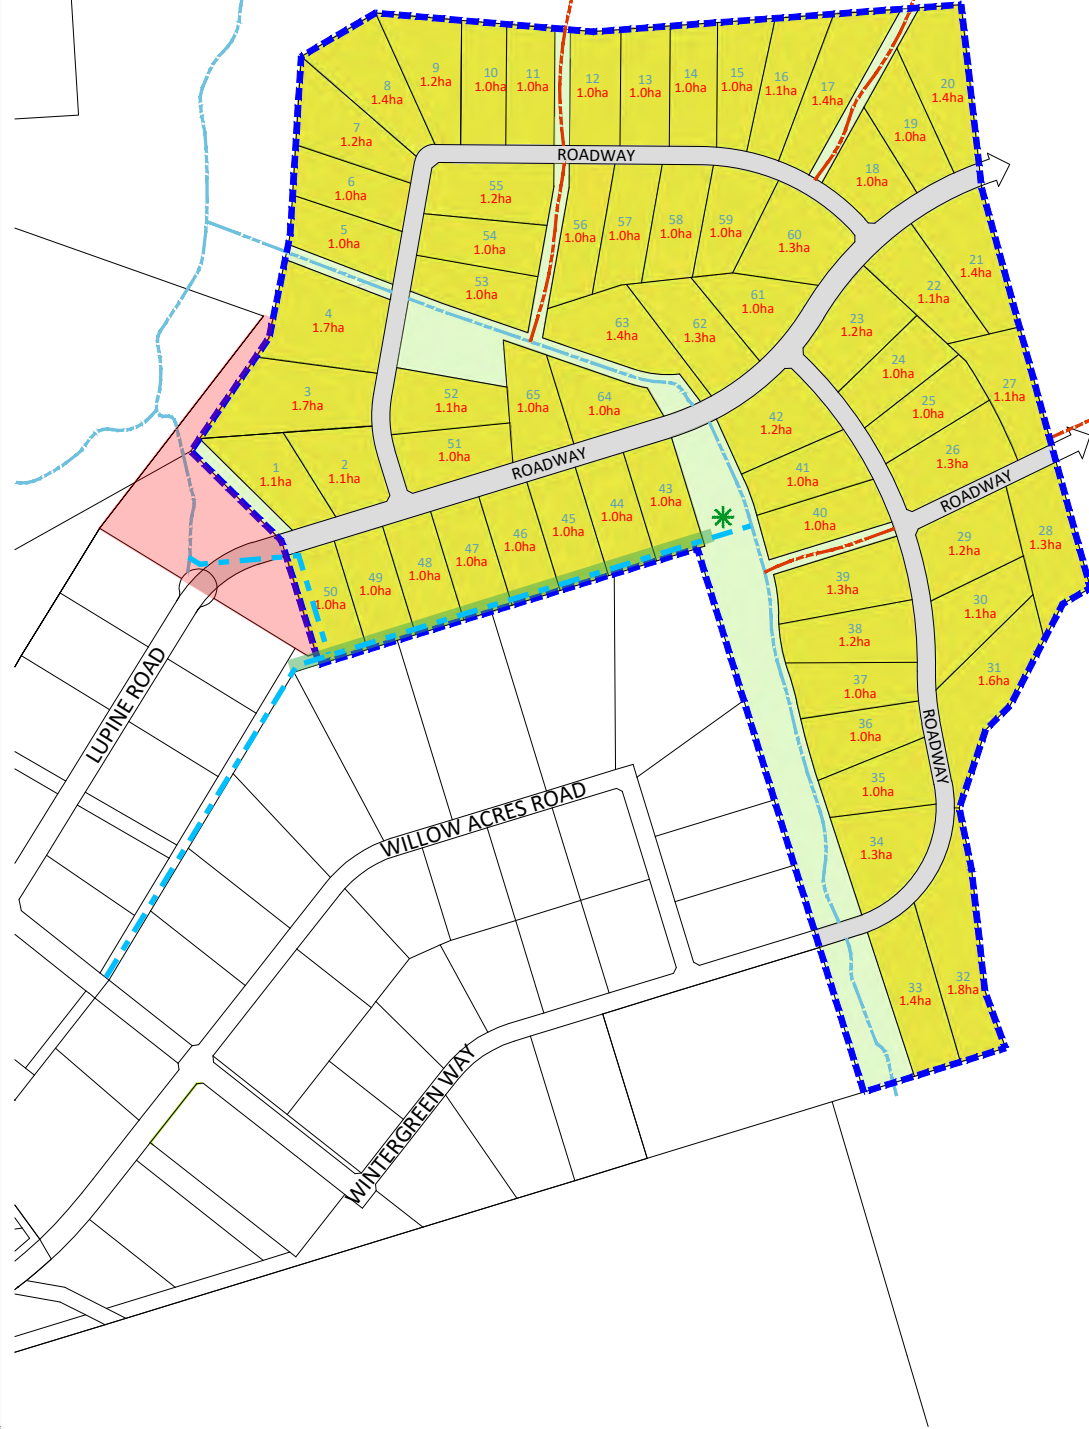 9
1.2ha
10
1.0ha
11
1.0ha
12
1.0ha
13
1.0ha
14
1.0ha
15
1.0ha
16
1.1ha
17
1.4ha
20
1.4ha
8
1.4ha
7
1.2ha
19
1.0ha
ROADWAY
18
1.0ha
6
1.0ha
55
1.2ha
5
1.0ha
54
1.0ha
56
1.0ha
57
1.0ha
58
1.0ha
59
1.0ha
60
1.3ha
21
1.4ha
53
1.0ha
22
1.1ha
61
1.0ha
4
1.7ha
63
1.4ha
62
1.3ha
23
1.2ha
24
1.0ha
3
1.7ha
52
1.1ha
65
1.0ha
64
1.0ha
27
1.1ha
25
1.0ha
42
1.2ha
51
1.0ha
26
1.3ha
1
1.1ha
2
1.1ha
ROADWAY
41
1.0ha
43
1.0ha
44
1.0ha
45
1.0ha
46
1.0ha
47
1.0ha
48
1.0ha
49
1.0ha
50
1.0ha
ROADWAY
40
1.0ha
28
1.3ha
29
1.2ha
39
1.3ha
30
1.1ha
38
1.2ha
31
1.6ha
37
1.0ha
36
1.0ha
35
1.0ha
ROADWAY
34
1.3ha
33
1.4ha
32
1.8ha
LUPINE ROAD
WILLOW ACRES ROAD
WINTERGREEN WAY